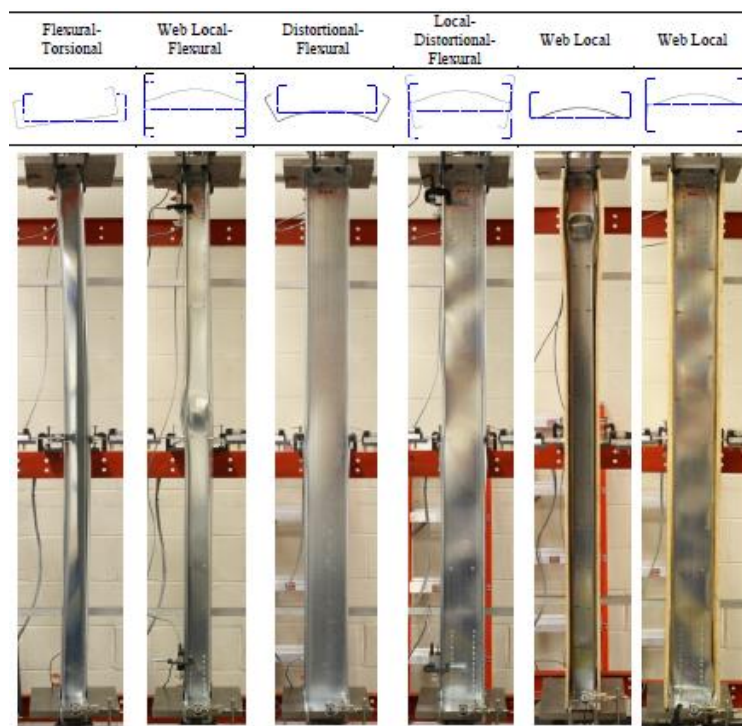 Flexural-
Torsional
Web Local-
Flexural
Distortional-
Flexural
Local-
Distortional-
Flexural
Web Local
Web Local